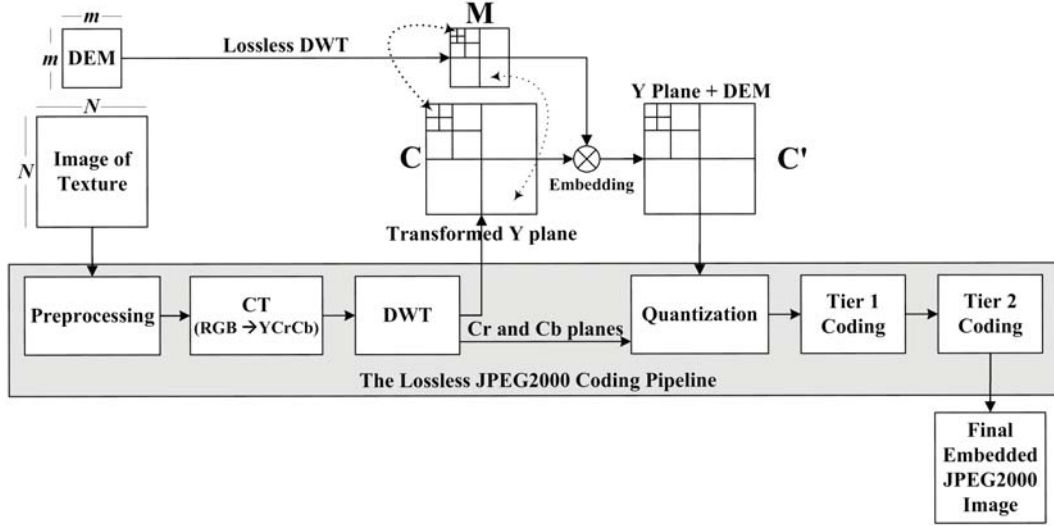 m
M
m
DEM
Lossless DWT
N
Y Plane + DEM
N
Image of
Texture
C
C'
Embedding
Transformed Y plane
Preprocessing
CT
(RGB → YCrCb)
DWT
Cr and Cb planes
Quantization
Tier 1
Coding
Tier 2
Coding
The Lossless JPEG2000 Coding Pipeline
Final
Embedded
JPEG2000
Image